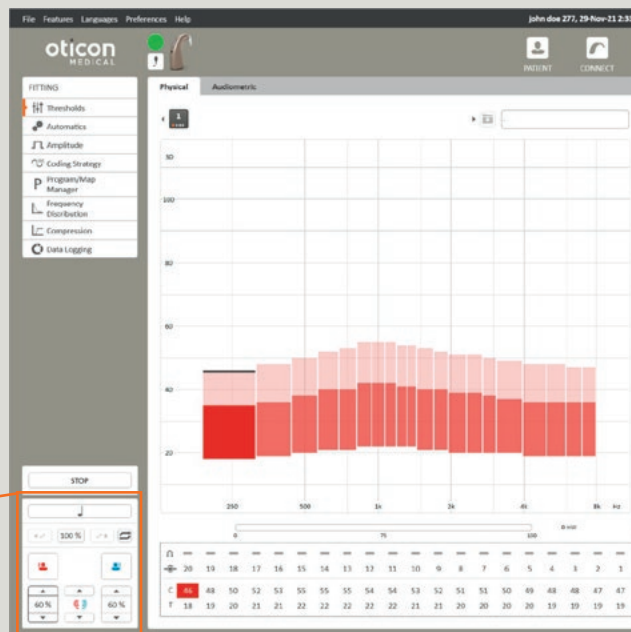 File Features Languages Preferences Help
john doe 277, 29-Nov-21 2:3
oticon
MEDICAL
PATIENT
CONNECT
FITTING
Thresholds
Automatics
Amplitude
Coding Strategy
P Program/Map
Manager
Frequency
Distribution
Compression
Data Logging
Physical Audiometric
1
100
80
60
40
20
250 500 1k 2k 4k 8k Hz
0 75 100
20 19 18 17 16 15 14 13 12 11 10 9 8 7 6 5 4 3 2 1
C 46 48 50 52 53 55 55 55 54 54 53 52 51 51 50 49 48 48 47 47
T 18 19 20 21 21 22 22 22 22 22 21 21 20 20 20 20 19 19 19 19
STOP
100 %
60 % 60 %